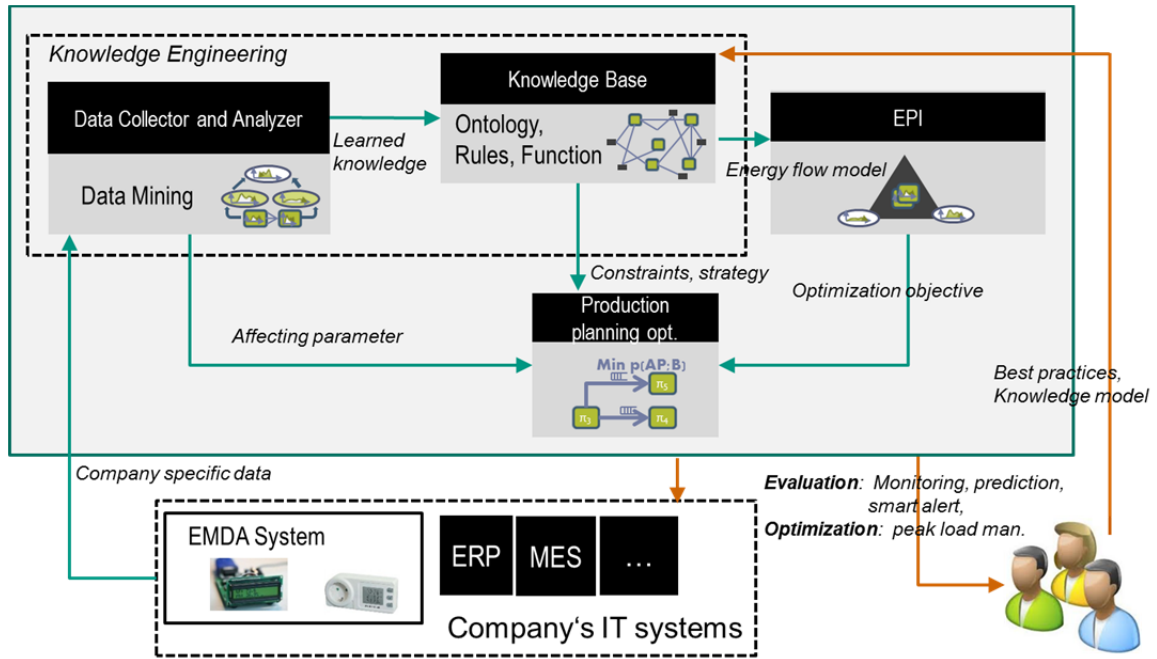 Knowledge Engineering
Data Collector and Analyzer
Data Mining
Learned
knowledge
Knowledge Base
Ontology,
Rules, Function
Energy flow model
EPI
Constraints, strategy
Optimization objective
Affecting parameter
Production
planning opt.
Min p(AP:B)
π5
π3
π4
Best practices,
Knowledge model
Company specific data
Evaluation: Monitoring, prediction,
smart alert,
Optimization: peak load man.
EMDA System
ERP
MES
...
Company's IT systems